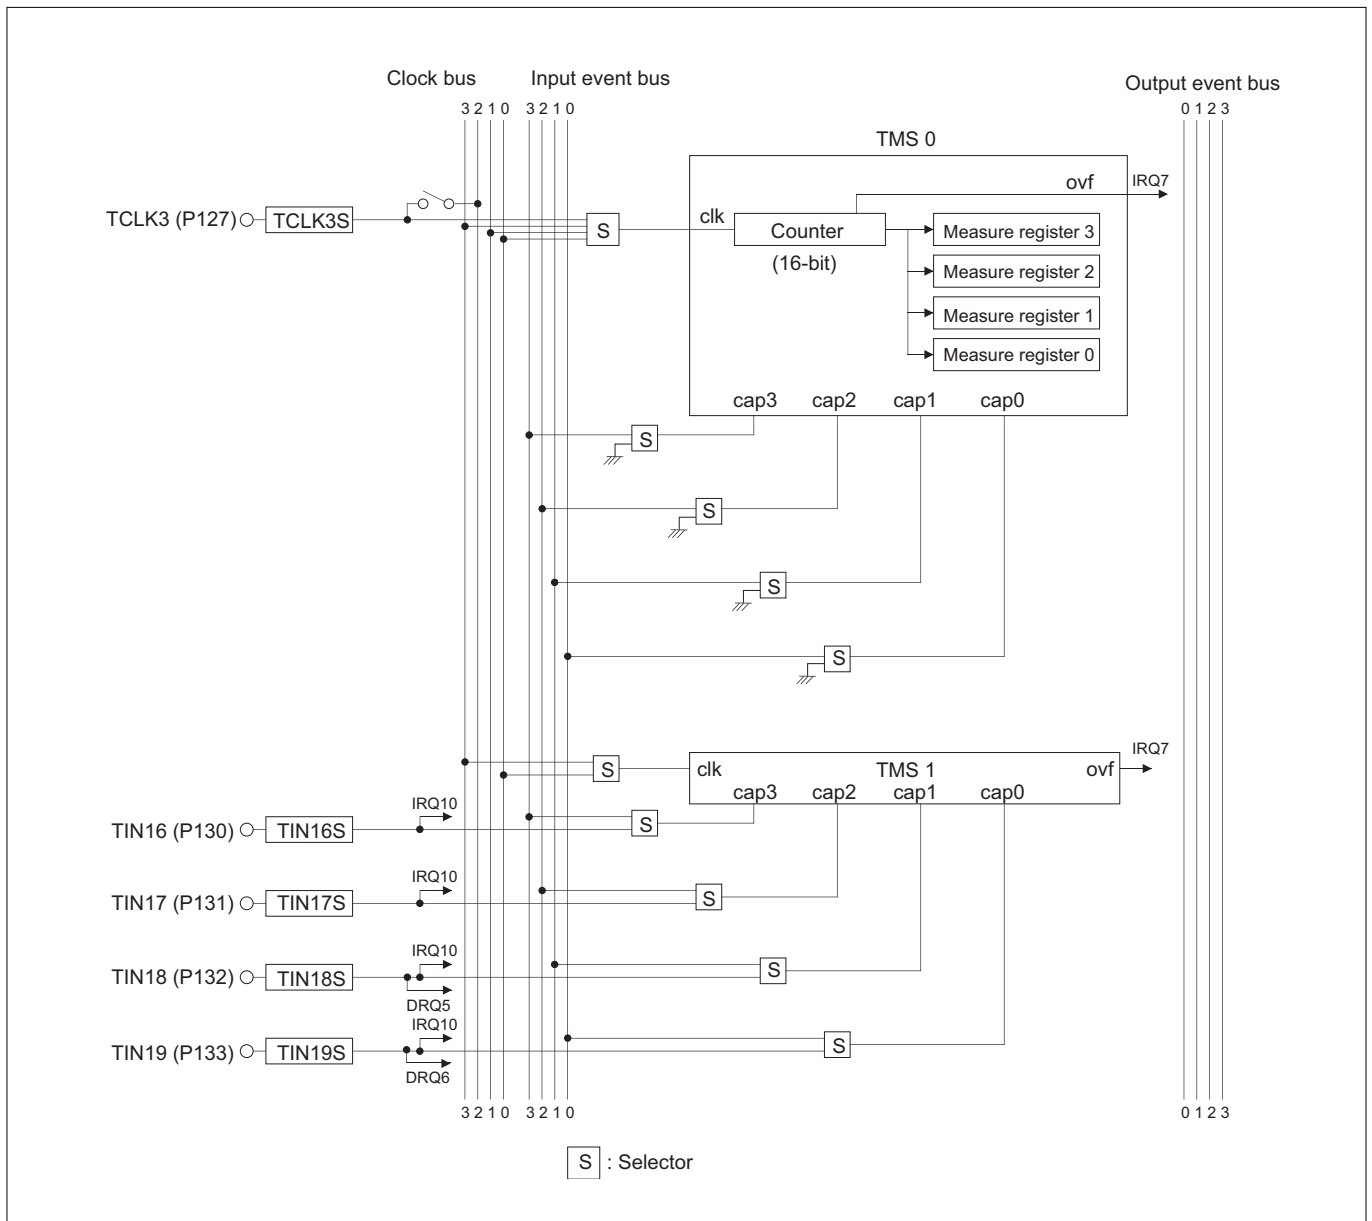 Clock bus
Input event bus
Output event bus
3 2 1 0
3 2 1 0
0 1 2 3
TMS 0
ovf
IRQ7
TCLK3 (P127)
TCLK3S
S
clk
Counter
(16-bit)
Measure register 3
Measure register 2
Measure register 1
Measure register 0
cap3
cap2
cap1
cap0
S
S
S
S
IRQ7
S
clk
TMS 1
ovf
cap3
cap2
cap1
cap0
TIN16 (P130)
TIN16S
IRQ10
S
TIN17 (P131)
TIN17S
IRQ10
S
TIN18 (P132)
TIN18S
IRQ10
DRQ5
S
TIN19 (P133)
TIN19S
IRQ10
DRQ6
S
3 2 1 0
3 2 1 0
0 1 2 3
S : Selector